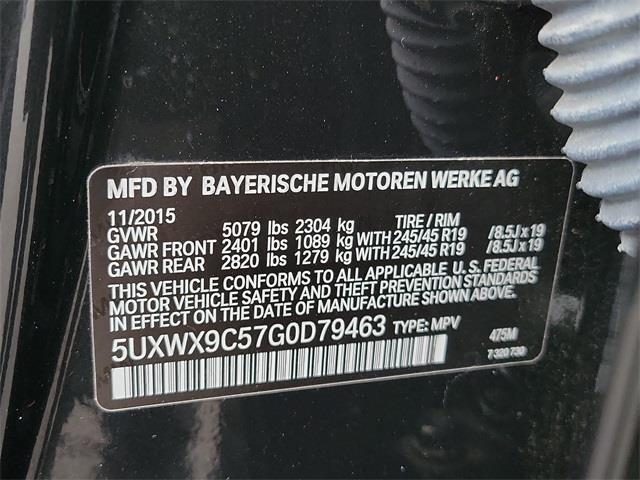 MFD BY BAYERISCHE MOTOREN WERKE AG
11/2015 TIRE / RIM
GVWR 5079 lbs 2304 kg
GAWR FRONT 2401 lbs 1089 kg WITH 245/45 R19 /8.5J x 19
GAWR REAR 2820 lbs 1279 kg WITH 245/45 R19 /8.5J x 19
THIS VEHICLE CONFORMS TO ALL APPLICABLE U.S. FEDERAL
MOTOR VEHICLE SAFETY AND THEFT PREVENTION STANDARDS
IN EFFECT ON THE DATE OF MANUFACTURE SHOWN ABOVE:
5UXWX9C57G0D79463 TYPE: MPV 475M
7 320 730